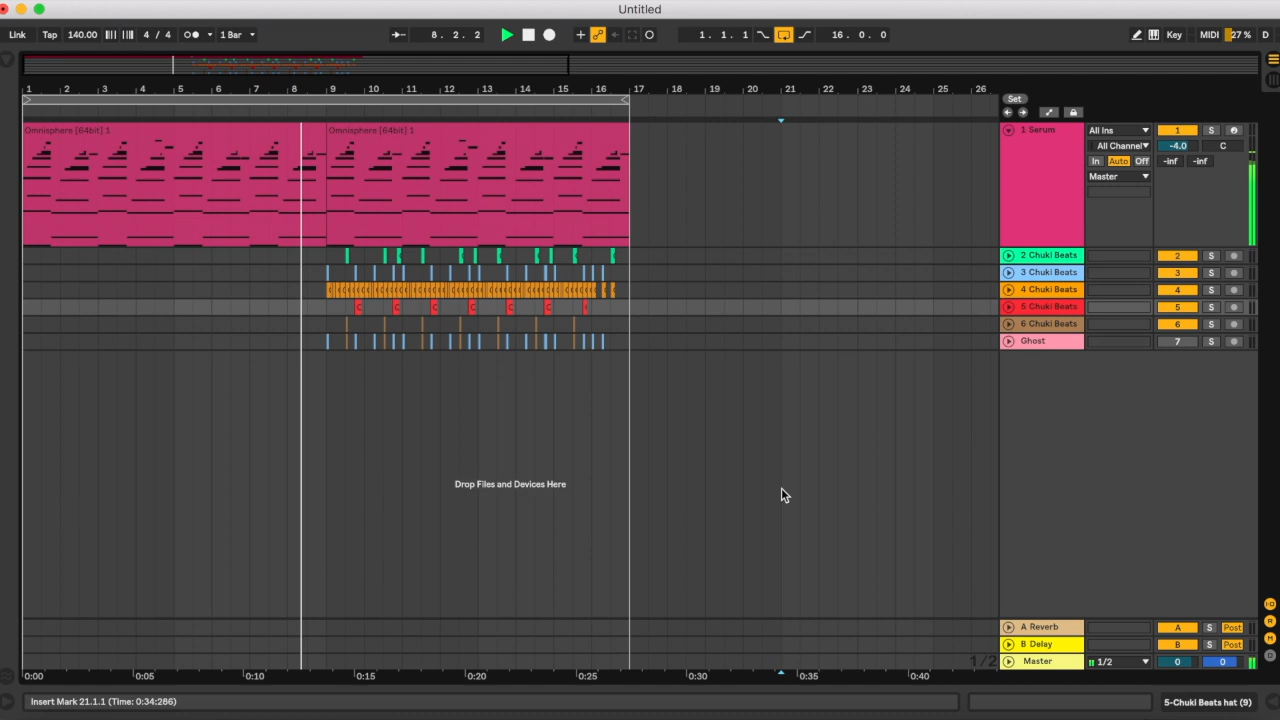 Untitled
Link Tap 140.00 4 / 4 1 Bar 8. 2. 2 1. 1. 1 16. 0. 0 Key MIDI 27 % D
1 2 3 4 5 6 7 8 9 10 11 12 13 14 15 16 17 18 19 20 21 22 23 24 25 26
Set
Omnisphere [64bit] 1 Omnisphere [64bit] 1
1 Serum All Ins 1 S
All Channel -4.0 C
In Auto Off -inf -inf
Master
2 Chuki Beats 2 S
3 Chuki Beats 3 S
4 Chuki Beats 4 S
5 Chuki Beats 5 S
6 Chuki Beats 6 S
Ghost 7 S
Drop Files and Devices Here
A Reverb A S Post
B Delay B S Post
1/2 Master 1/2 0 0
0:00 0:05 0:10 0:15 0:20 0:25 0:30 0:35 0:40
Insert Mark 21.1.1 (Time: 0:34:286) 5-Chuki Beats hat (9)